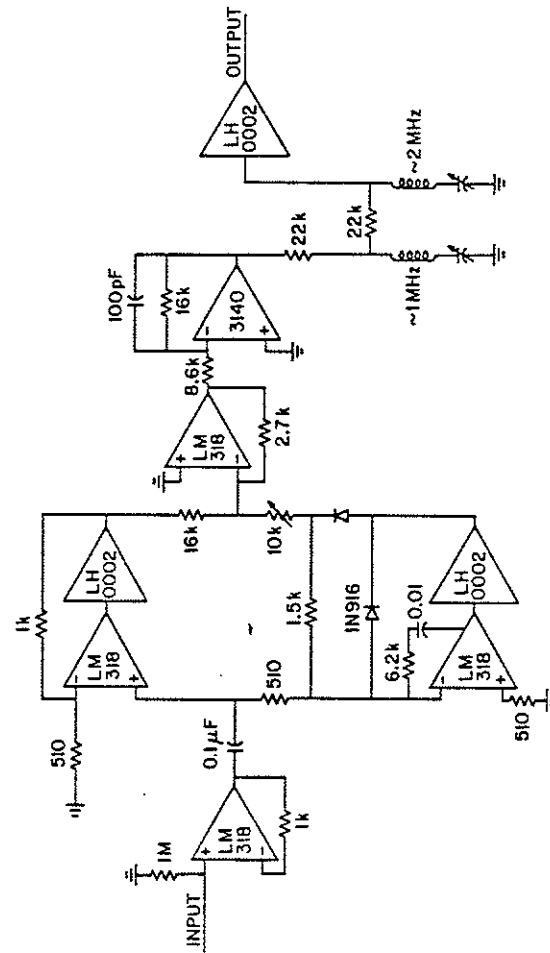 INPUT
1M
+
LM
318
-
1k
0.1µF
510
1k
-
LM
318
+
LH
0002
16k
10k
510
1.5k
1N916
6.2k
0.01
-
LM
318
+
510
LH
0002
+
LM
318
-
2.7k
8.6k
100pF
16k
-
3140
+
22k
22k
~1MHz
~2MHz
LH
0002
OUTPUT